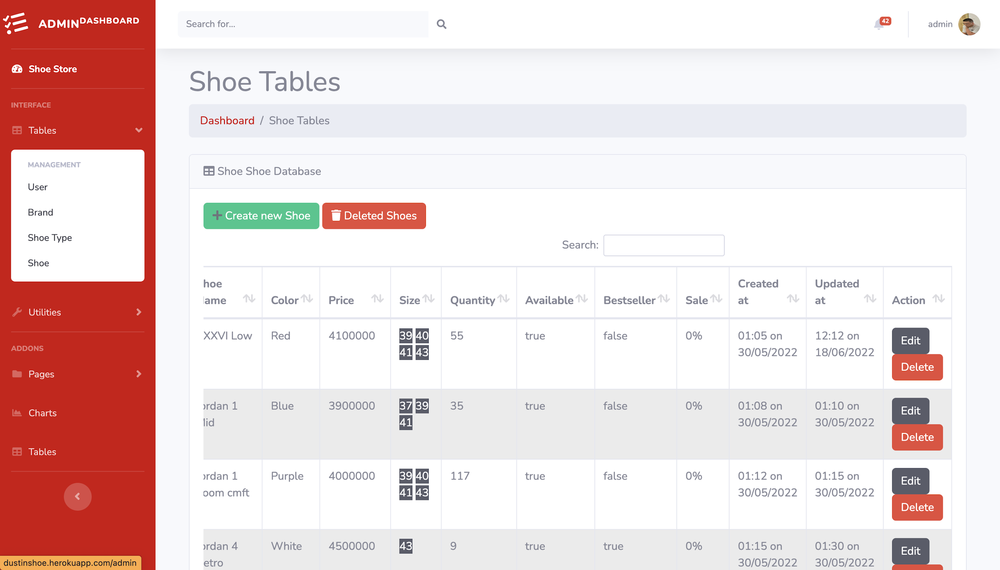 ADMIN DASHBOARD
Search for...
42
admin
Shoe Store
INTERFACE
Tables
MANAGEMENT
User
Brand
Shoe Type
Shoe
Utilities
ADDONS
Pages
Charts
Tables
dustinshoe.herokuapp.com/admin
Shoe Tables
Dashboard / Shoe Tables
Shoe Shoe Database
Create new Shoe
Deleted Shoes
Search:
hoe
ame
Color
Price
Size
Quantity
Available
Bestseller
Sale
Created
at
Updated
at
Action
XXVI Low
Red
4100000
39 40
41 43
55
true
false
0%
01:05 on
30/05/2022
12:12 on
18/06/2022
Edit
Delete
ordan 1
lid
Blue
3900000
37 39
41
35
true
false
0%
01:08 on
30/05/2022
01:10 on
30/05/2022
Edit
Delete
ordan 1
oom cmft
Purple
4000000
39 40
41 43
117
true
false
0%
01:12 on
30/05/2022
01:15 on
30/05/2022
Edit
Delete
ordan 4
etro
White
4500000
43
9
true
true
0%
01:15 on
30/05/2022
01:30 on
30/05/2022
Edit